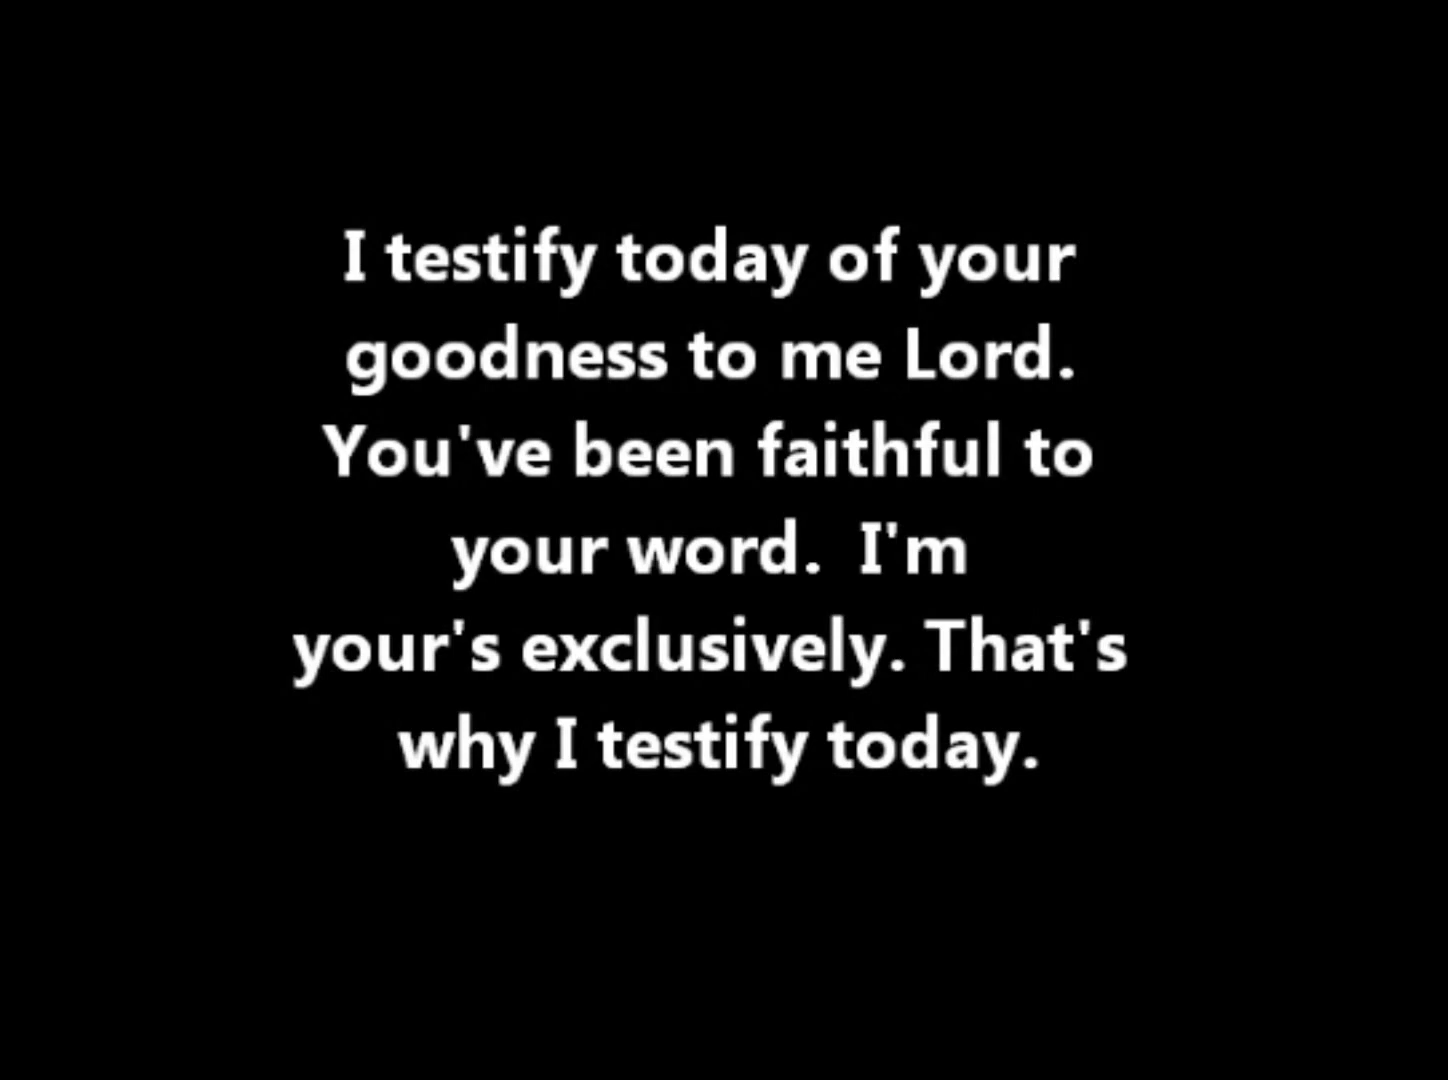 I testify today of your
goodness to me Lord.
You've been faithful to
your word.  I'm
your's exclusively. That's
why I testify today.